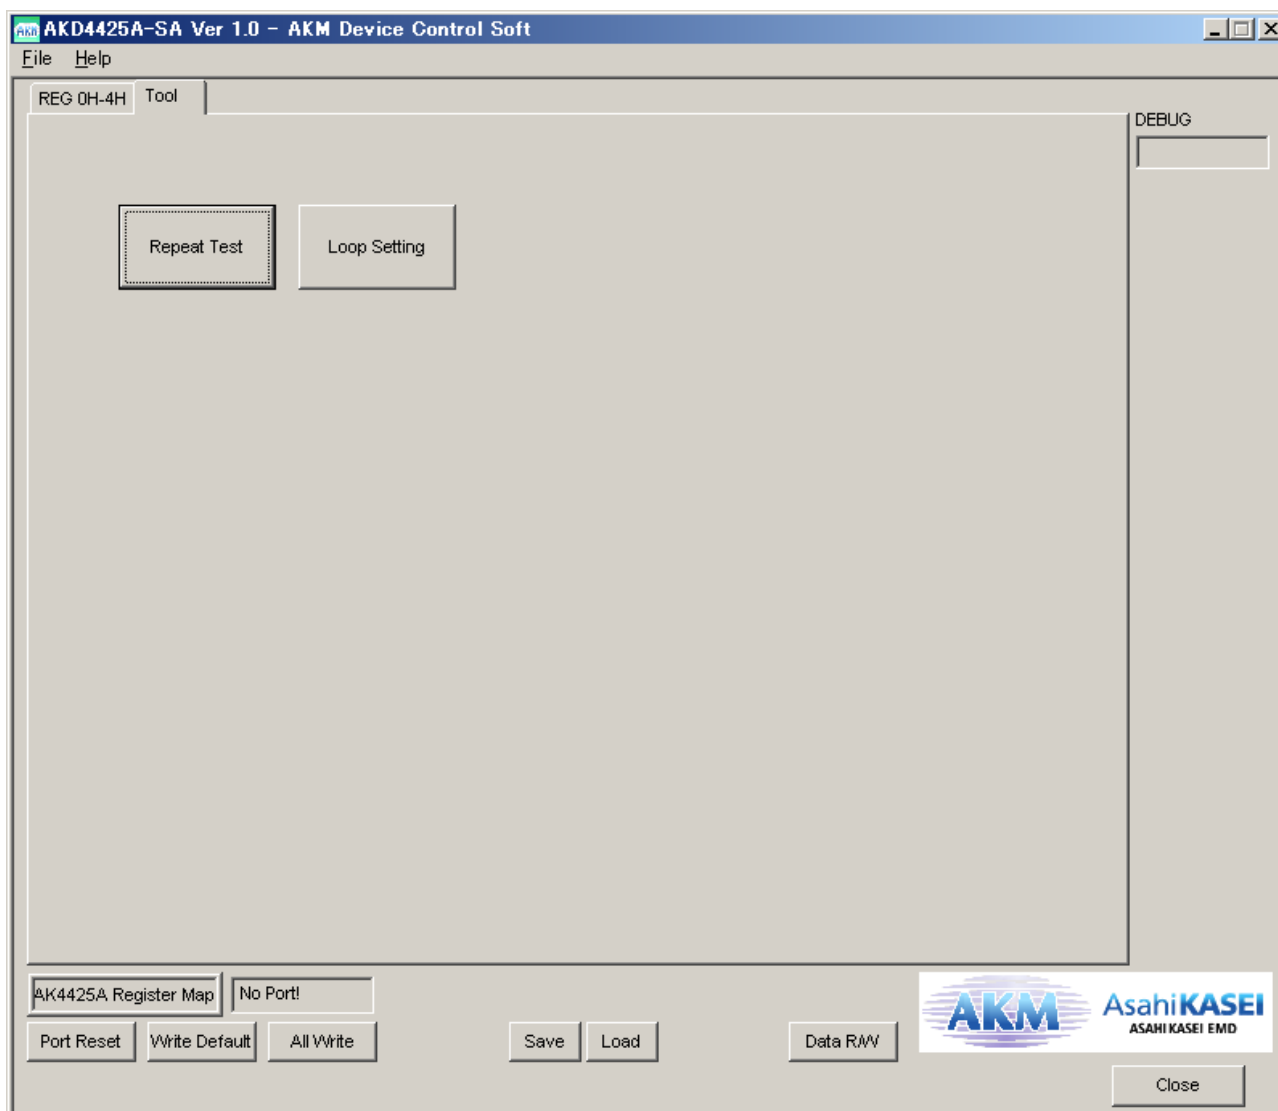 AKM AKD4425A-SA Ver 1.0 - AKM Device Control Soft
File Help
REG 0H-4H Tool
DEBUG
Repeat Test Loop Setting
AK4425A Register Map No Port!
AKM AsahiKASEI
ASAHI KASEI EMD
Port Reset Write Default All Write Save Load Data R/W
Close